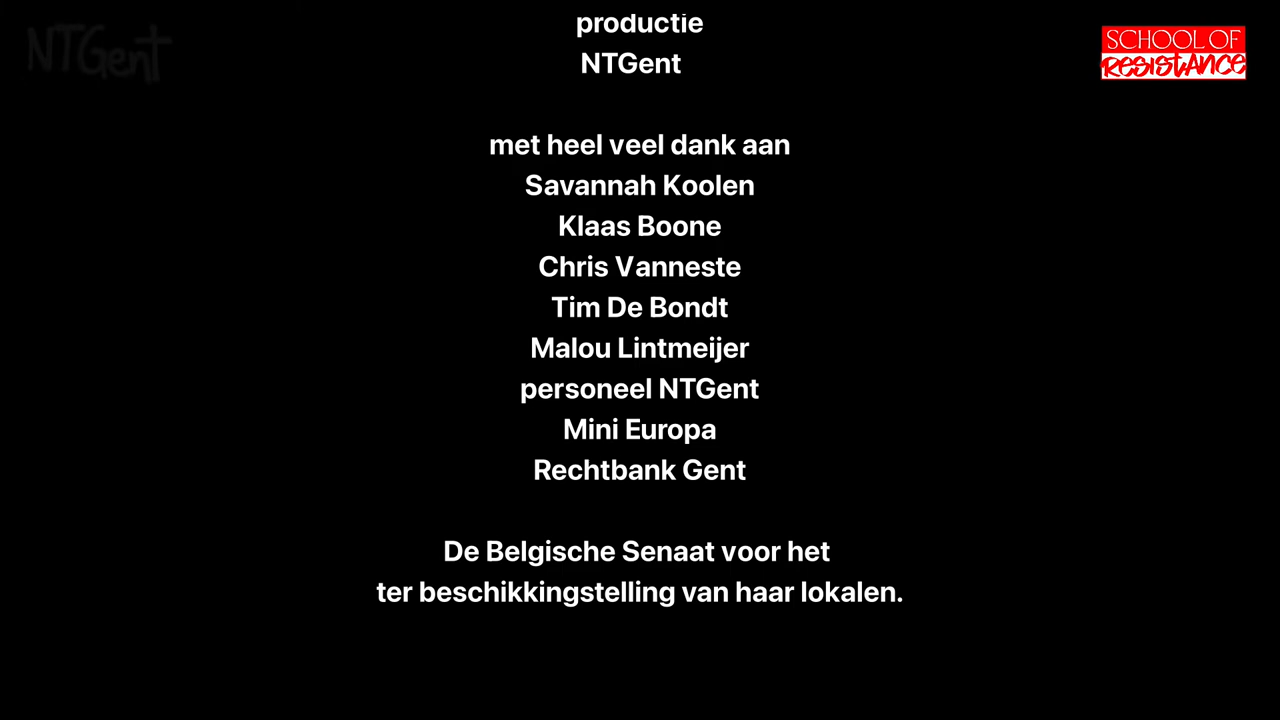 NTGent
SCHOOL OF
RESISTANCE
productie
NTGent
met heel veel dank aan
Savannah Koolen
Klaas Boone
Chris Vanneste
Tim De Bondt
Malou Lintmeijer
personeel NTGent
Mini Europa
Rechtbank Gent
De Belgische Senaat voor het
ter beschikkingstelling van haar lokalen.